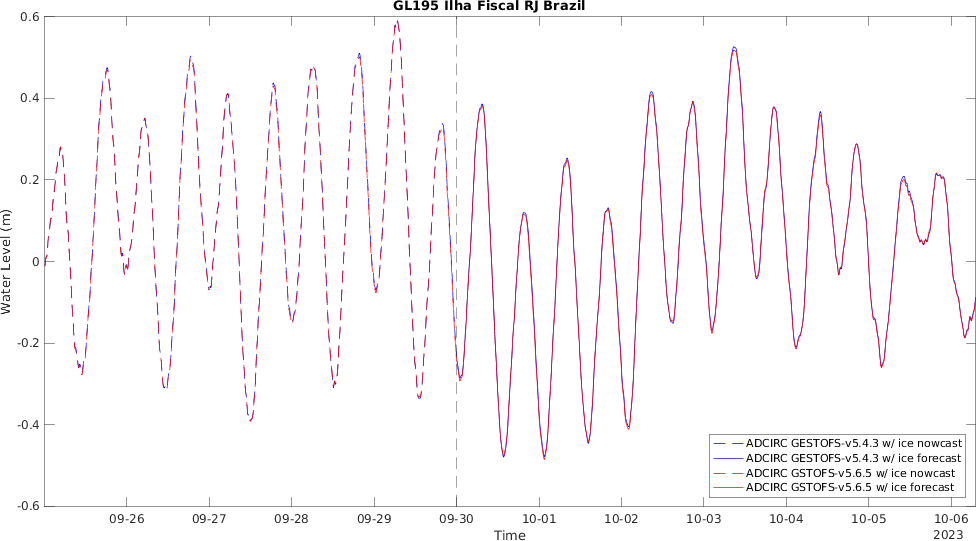 GL195 Ilha Fiscal RJ Brazil
0.6
0.4
0.2
0
-0.2
-0.4
-0.6
Water Level (m)
ADCIRC GESTOFS-v5.4.3 w/ ice nowcast
ADCIRC GESTOFS-v5.4.3 w/ ice forecast
ADCIRC GSTOFS-v5.6.5 w/ ice nowcast
ADCIRC GSTOFS-v5.6.5 w/ ice forecast
09-26 09-27 09-28 09-29 09-30 10-01 10-02 10-03 10-04 10-05 10-06
Time 2023